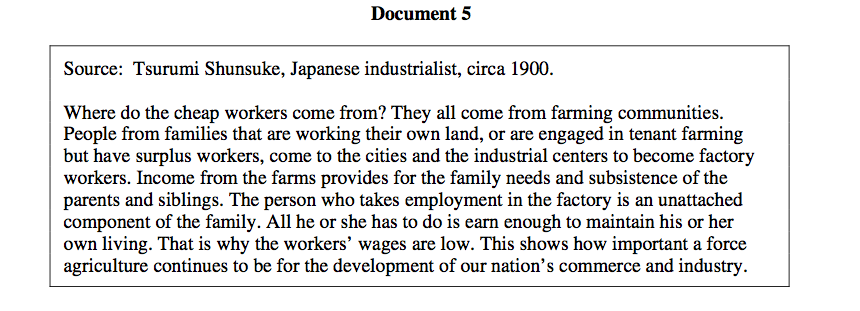 Document 5
Source: Tsurumi Shunsuke, Japanese industrialist, circa 1900.
Where do the cheap workers come from? They all come from farming communities.
People from families that are working their own land, or are engaged in tenant farming
but have surplus workers, come to the cities and the industrial centers to become factory
workers. Income from the farms provides for the family needs and subsistence of the
parents and siblings. The person who takes employment in the factory is an unattached
component of the family. All he or she has to do is earn enough to maintain his or her
own living. That is why the workers’ wages are low. This shows how important a force
agriculture continues to be for the development of our nation’s commerce and industry.